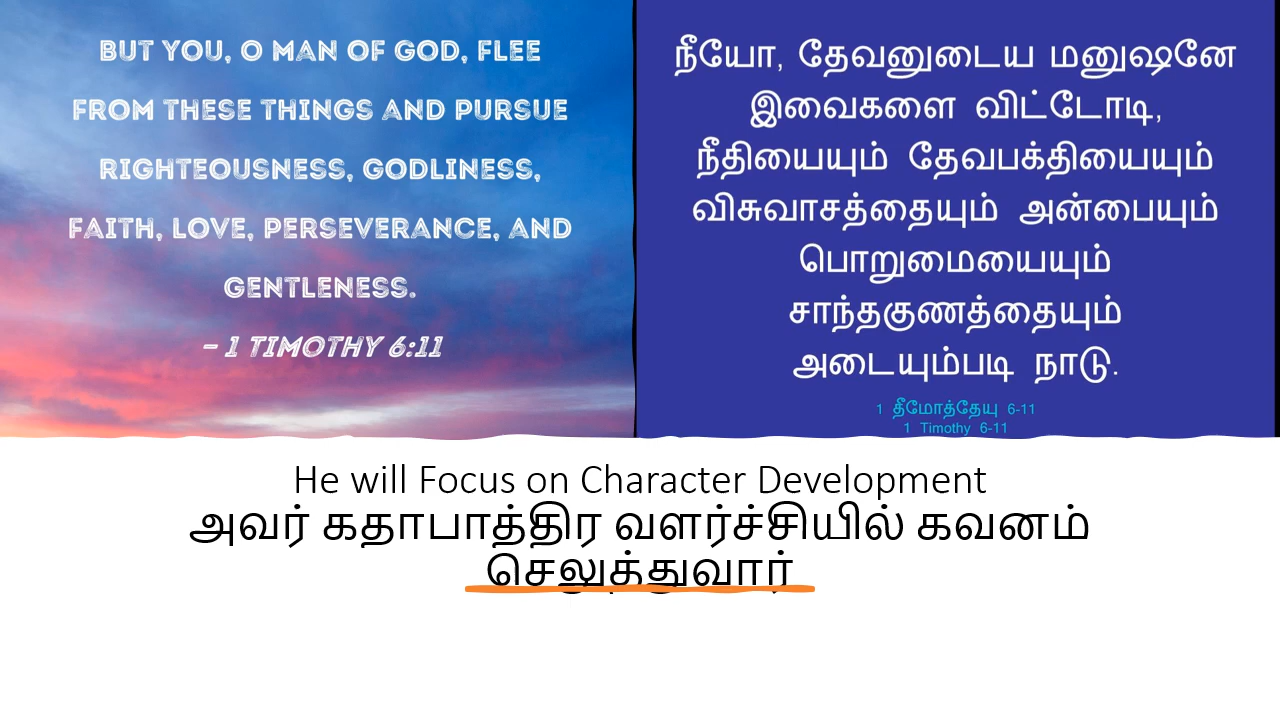 BUT YOU, O MAN OF GOD, FLEE
FROM THESE THINGS AND PURSUE
RIGHTEOUSNESS, GODLINESS,
FAITH, LOVE, PERSEVERANCE, AND
GENTLENESS.
– 1 TIMOTHY 6:11
நீயோ, தேவனுடைய மனுஷனே
இவைகளை விட்டோடி,
நீதியையும் தேவபக்தியையும்
விசுவாசத்தையும் அன்பையும்
பொறுமையையும்
சாந்தகுணத்தையும்
அடையும்படி நாடு.
1 தீமோத்தேயு 6-11
1 Timothy 6-11
He will Focus on Character Development
அவர் கதாபாத்திர வளர்ச்சியில் கவனம்
செலுத்துவார்